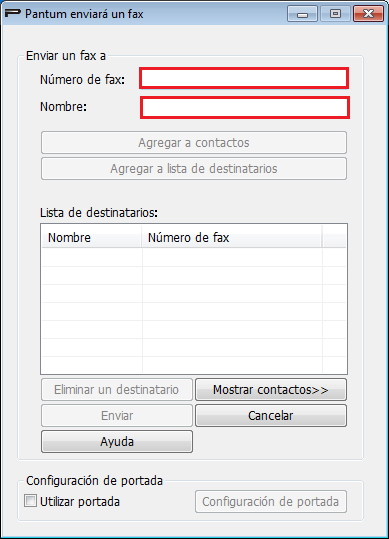 Pantum enviará un fax
Enviar un fax a
Número de fax:
Nombre:
Agregar a contactos
Agregar a lista de destinatarios
Lista de destinatarios:
Nombre Número de fax
Eliminar un destinatario Mostrar contactos>>
Enviar Cancelar
Ayuda
Configuración de portada
Utilizar portada Configuración de portada